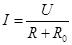 I = U / (R + R₀)